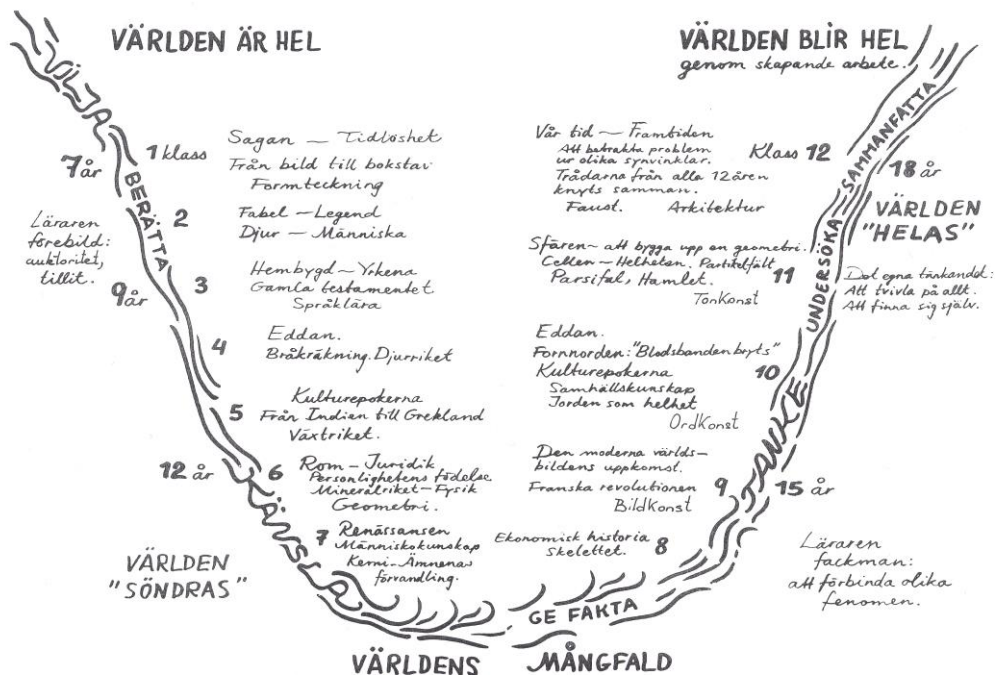 VÄRLDEN ÄR HEL
VILJA
BERÄTTA
KÄNSLA
7 år
1 klass
Sagan – Tidlöshet
Från bild till bokstav
Formteckning
2
Fabel – Legend
Djur – Människa
Läraren
förebild:
auktoritet,
tillit.
9 år
3
Hembygd – Yrkena
Gamla testamentet
Språklära
4
Eddan.
Bråkräkning. Djurriket
5
Kulturepokerna
Från Indien till Grekland
Växtriket.
12 år
6
Rom – Juridik
Personlighetens födelse
Mineralriket – Fysik
Geometri.
7
Renässansen
Människokunskap
Kemi – Ämnenas
förvandling.
VÄRLDEN
"SÖNDRAS"
VÄRLDENS MÅNGFALD
GE FAKTA
Ekonomisk historia
skelettet.
8
Den moderna världs-
bildens uppkomst.
Franska revolutionen
BildKonst
9
15 år
TANKE
Läraren
fackman:
att förbinda olika
fenomen.
Eddan.
Fornnorden: "Blodsbanden bryts"
Kulturepokerna
Samhällskunskap
Jorden som helhet
OrdKonst
10
Sfären – att bygga upp en geometri.
Cellen – Helheten. Partikelfält
Parsifal, Hamlet.
TonKonst
11
UNDERSÖKA – SAMMANFATTA
Det egna tänkandet:
Att tvivla på allt.
Att finna sig själv.
VÄRLDEN
"HELAS"
18 år
Klass 12
Vår tid – Framtiden
Att betrakta problem
ur olika synvinklar.
Trådarna från alla 12 åren
knyts samman.
Faust. Arkitektur
VÄRLDEN BLIR HEL
genom skapande arbete.